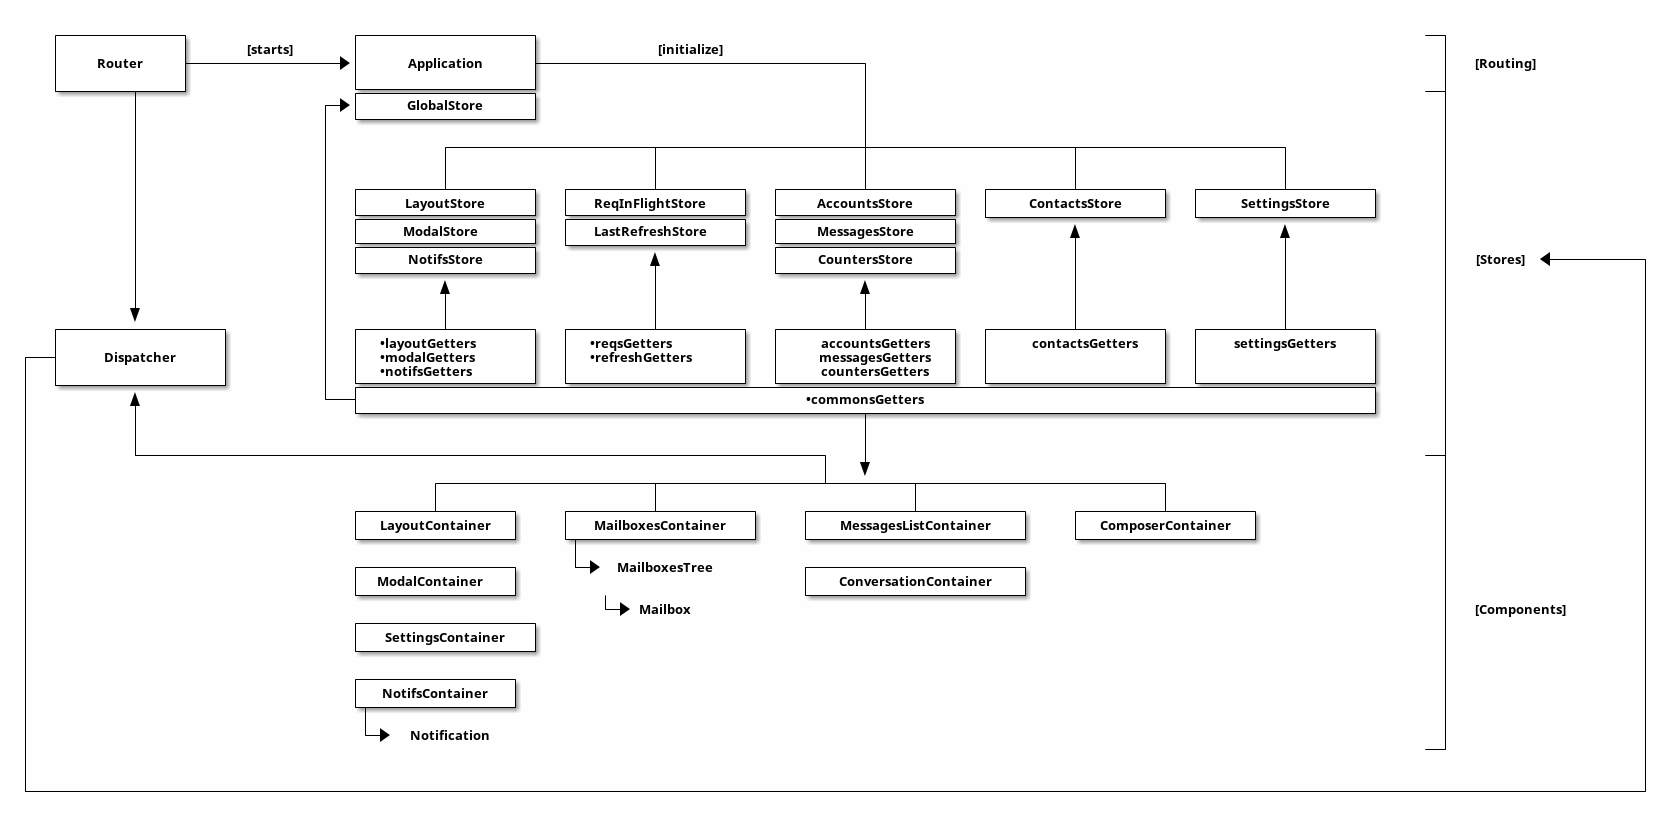 [starts]
[initialize]
Router
Application
[Routing]
GlobalStore
LayoutStore
ReqInFlightStore
AccountsStore
ContactsStore
SettingsStore
ModalStore
LastRefreshStore
MessagesStore
NotifsStore
CountersStore
[Stores]
Dispatcher
•layoutGetters
•modalGetters
•notifsGetters
•reqsGetters
•refreshGetters
accountsGetters
messagesGetters
countersGetters
contactsGetters
settingsGetters
•commonsGetters
LayoutContainer
MailboxesContainer
MessagesListContainer
ComposerContainer
MailboxesTree
ModalContainer
ConversationContainer
Mailbox
[Components]
SettingsContainer
NotifsContainer
Notification